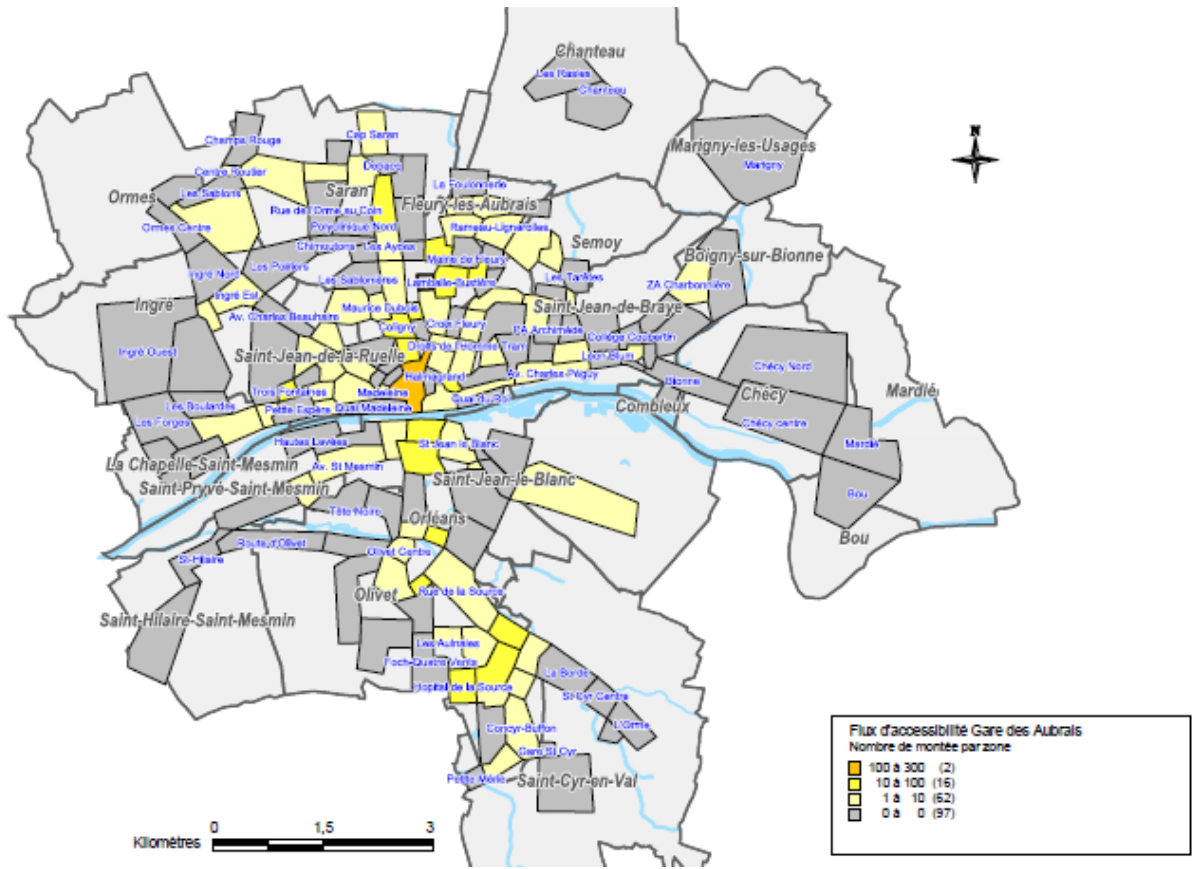 Chanteau
Les Rasles
Chanteau
Cap Saran
Champs Rouge
Marigny-les-Usages
Marigny
N
Centre Routier
La Foulonnerie
Les Sablons
Ormes
Saran
Rue de l'Orme au Coin
Fleury-les-Aubrais
Ormes Centre
Polyclinique Nord
Rameau-Lignerolles
Semoy
Chimoutons
Les Aydes
Mairie de Fleury
Boigny-sur-Bionne
Ingré Nord
Les Poiriers
Les Sablonières
Lamballe-Gustière
Les Tarêtes
ZA Charbonnière
Ingré
Ingré Est
Maurice Dubois
Saint-Jean-de-Braye
Av. Charles Beauhaire
Coligny
Croix Fleury
PA Archimède
Collège Coubertin
Ingré Ouest
Saint-Jean-de-la-Ruelle
Droits de l'Homme Tram
Léon Blum
Chécy Nord
Halmagrand
Av. Charles-Péguy
Bionne
Mardié
Trois Fontaines
Madeleine
Quai du Roi
Chécy
Les Boulardes
Petite Espère
Quai Madeleine
Combleux
Chécy centre
Les Forges
Hautes Levées
St Jean le Blanc
Mardié
La Chapelle-Saint-Mesmin
Av. St Mesmin
Saint-Jean-le-Blanc
Saint-Pryvé-Saint-Mesmin
Bou
Tête Noire
Orléans
Bou
Route d'Olivet
Olivet Centre
St-Hilaire
Olivet
Rue de la Source
Saint-Hilaire-Saint-Mesmin
Les Aulnaies
Foch-Quatre Vents
La Borde
Hopital de la Source
St Cyr Centre
L'Orme
Concyr-Buffon
Gare St Cyr
Petite Mérie
Saint-Cyr-en-Val
Flux d'accessibilité Gare des Aubrais
Nombre de montée par zone
100 à 300 (2)
10 à 100 (16)
1 à 10 (62)
0 à 0 (97)
0 1,5 3
Kilomètres